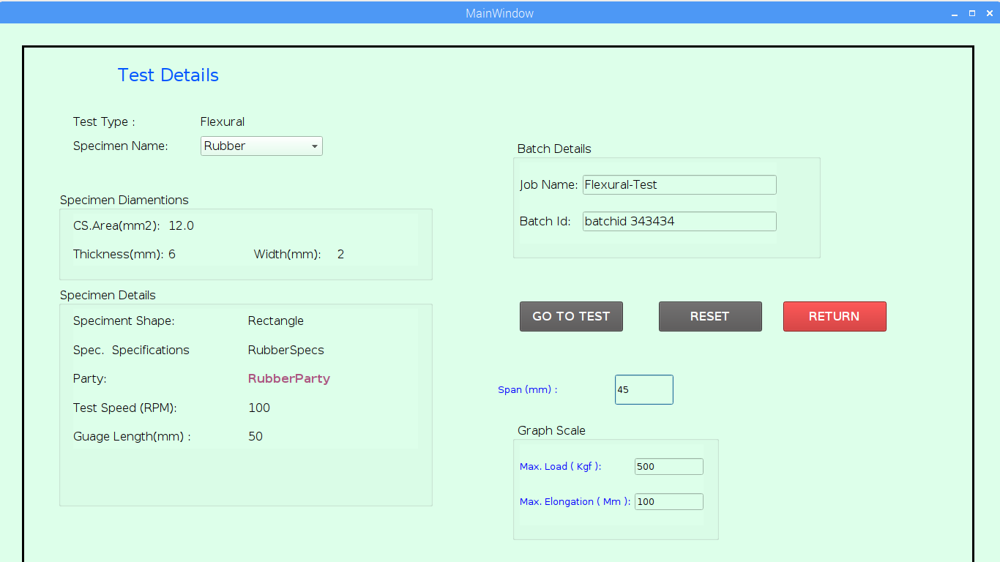 MainWindow
Test Details
Test Type : Flexural
Specimen Name: Rubber
Specimen Diamentions
CS.Area(mm2): 12.0
Thickness(mm): 6 Width(mm): 2
Specimen Details
Speciment Shape: Rectangle
Spec. Specifications RubberSpecs
Party: RubberParty
Test Speed (RPM): 100
Guage Length(mm) : 50
Batch Details
Job Name: Flexural-Test
Batch Id: batchid 343434
GO TO TEST RESET RETURN
Span (mm) : 45
Graph Scale
Max. Load ( Kgf ): 500
Max. Elongation ( Mm ): 100